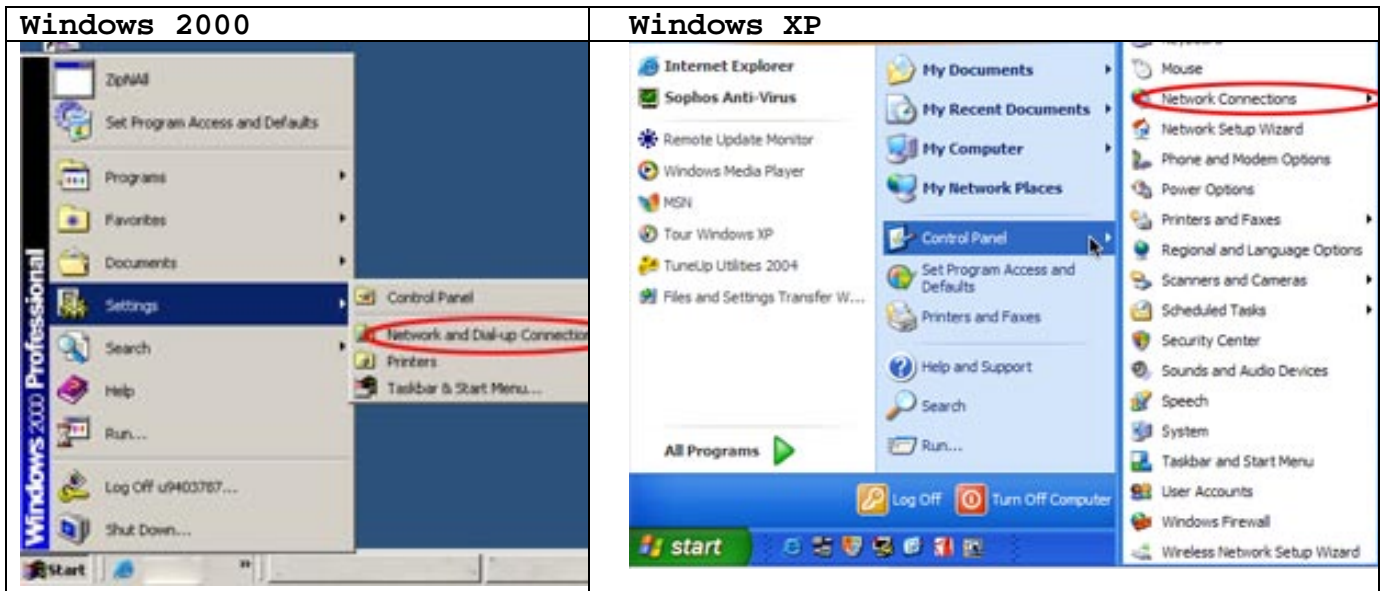 Windows 2000
ZipNAll
Set Program Access and Defaults
Programs
Favorites
Documents
Settings
Search
Help
Run...
Log Off u9403787...
Shut Down...
Windows 2000 Professional
Control Panel
Network and Dial-up Connection
Printers
Taskbar & Start Menu...
Start
Windows XP
Internet Explorer
Sophos Anti-Virus
Remote Update Monitor
Windows Media Player
MSN
Tour Windows XP
TuneUp Utilities 2004
Files and Settings Transfer W...
All Programs
My Documents
My Recent Documents
My Computer
My Network Places
Control Panel
Set Program Access and
Defaults
Printers and Faxes
Help and Support
Search
Run...
Log Off
Turn Off Computer
start
Mouse
Network Connections
Network Setup Wizard
Phone and Modem Options
Power Options
Printers and Faxes
Regional and Language Options
Scanners and Cameras
Scheduled Tasks
Security Center
Sounds and Audio Devices
Speech
System
Taskbar and Start Menu
User Accounts
Windows Firewall
Wireless Network Setup Wizard